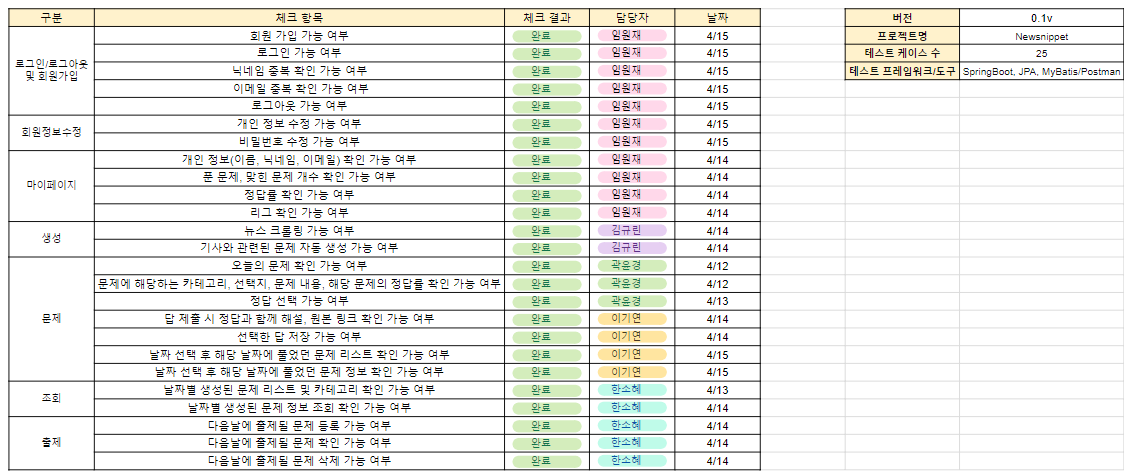 구분 체크 항목 체크 결과 담당자 날짜 버전 0.1v
회원 가입 가능 여부 완료 임원재 4/15 프로젝트명 Newsnippet
로그인 가능 여부 완료 임원재 4/15 테스트 케이스 수 25
로그인/로그아웃
및 회원가입
닉네임 중복 확인 가능 여부 완료 임원재 4/15 테스트 프레임워크/도구 SpringBoot, JPA, MyBatis/Postman
이메일 중복 확인 가능 여부 완료 임원재 4/15
로그아웃 가능 여부 완료 임원재 4/15
회원정보수정
개인 정보 수정 가능 여부 완료 임원재 4/15
비밀번호 수정 가능 여부 완료 임원재 4/15
마이페이지
개인 정보(이름, 닉네임, 이메일) 확인 가능 여부 완료 임원재 4/14
푼 문제, 맞힌 문제 개수 확인 가능 여부 완료 임원재 4/14
정답률 확인 가능 여부 완료 임원재 4/14
리그 확인 가능 여부 완료 임원재 4/14
생성
뉴스 크롤링 가능 여부 완료 김규린 4/14
기사와 관련된 문제 자동 생성 가능 여부 완료 김규린 4/14
문제
오늘의 문제 확인 가능 여부 완료 곽윤경 4/12
문제에 해당하는 카테고리, 선택지, 문제 내용, 해당 문제의 정답률 확인 가능 여부 완료 곽윤경 4/12
정답 선택 가능 여부 완료 곽윤경 4/13
답 제출 시 정답과 함께 해설, 원본 링크 확인 가능 여부 완료 이기연 4/14
선택한 답 저장 가능 여부 완료 이기연 4/14
날짜 선택 후 해당 날짜에 풀었던 문제 리스트 확인 가능 여부 완료 이기연 4/15
날짜 선택 후 해당 날짜에 풀었던 문제 정보 확인 가능 여부 완료 이기연 4/15
조회
날짜별 생성된 문제 리스트 및 카테고리 확인 가능 여부 완료 한소혜 4/13
날짜별 생성된 문제 정보 조회 확인 가능 여부 완료 한소혜 4/14
출제
다음날에 출제될 문제 등록 가능 여부 완료 한소혜 4/14
다음날에 출제될 문제 확인 가능 여부 완료 한소혜 4/14
다음날에 출제될 문제 삭제 가능 여부 완료 한소혜 4/14